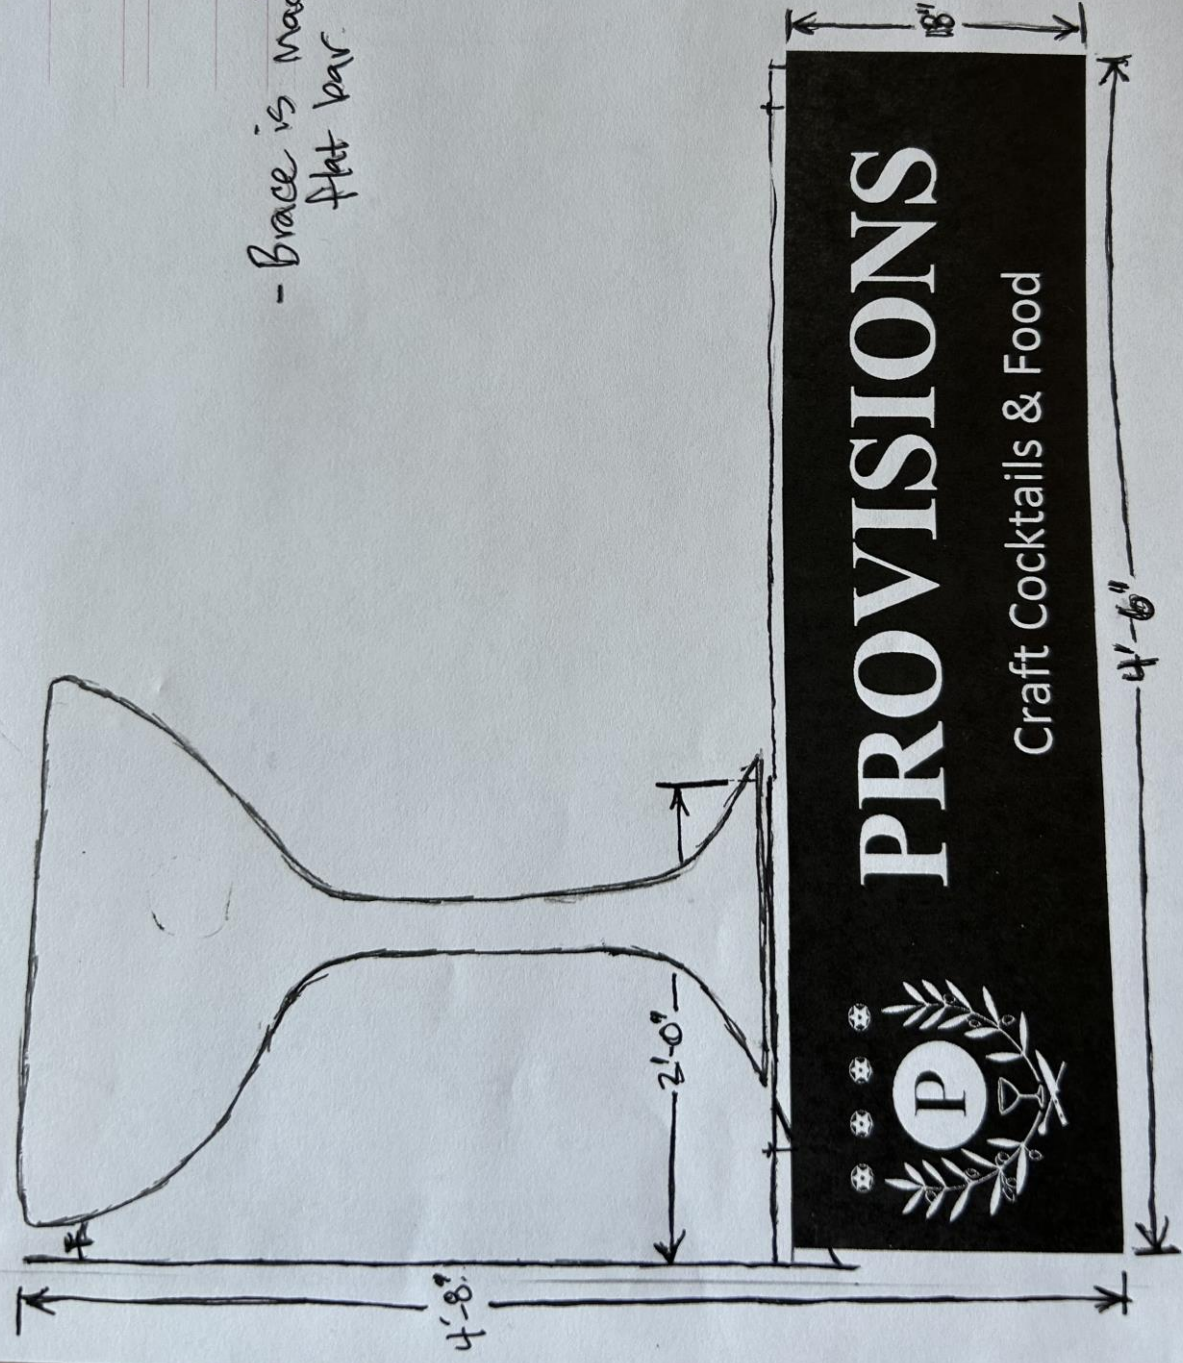 - Brace is
flat bar.
18"
PROVISIONS
Craft Cocktails & Food
P
4'-6"
2'-0"
4'-8"